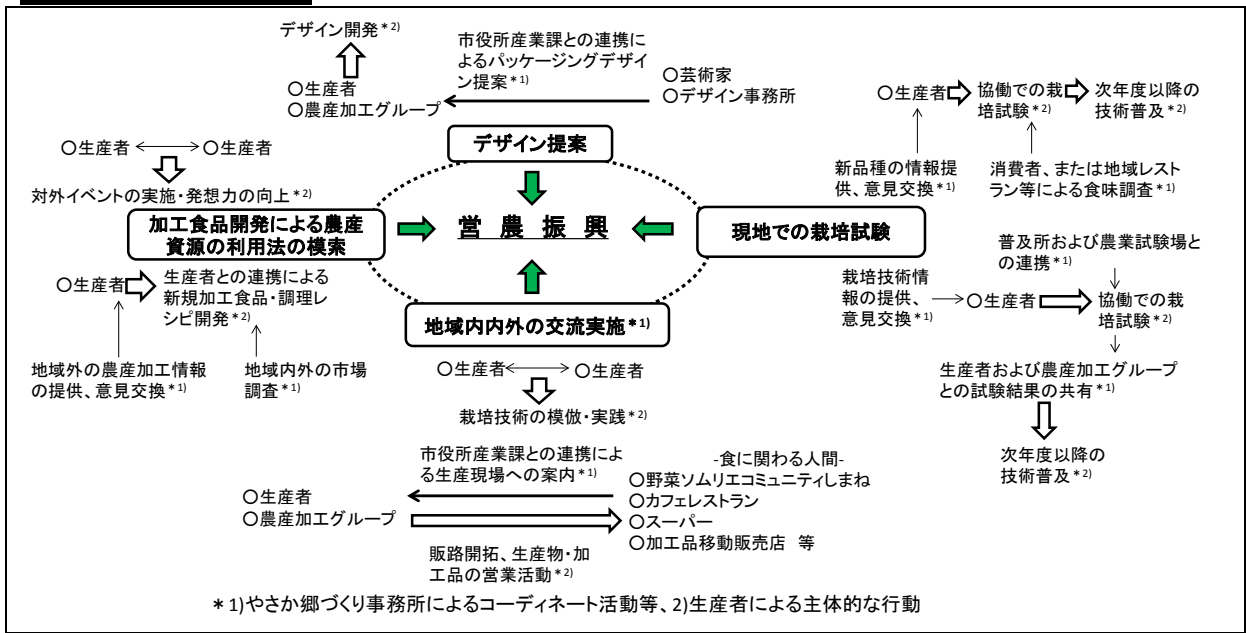 デザイン開発*2)
○生産者
○農産加工グループ
市役所産業課との連携に
よるパッケージングデザイ
ン提案*1)
○芸術家
○デザイン事務所
○生産者
協働での栽
培試験*2)
次年度以降の
技術普及*2)
新品種の情報提
供、意見交換*1)
消費者、または地域レスト
ラン等による食味調査*1)
○生産者 ○生産者
対外イベントの実施・発想力の向上*2)
デザイン提案
加工食品開発による農産
資源の利用法の模索
営農振興
現地での栽培試験
地域内内外の交流実施*1)
○生産者
生産者との連携による
新規加工食品・調理レ
シピ開発*2)
地域外の農産加工情報
の提供、意見交換*1)
地域内外の市場
調査*1)
普及所および農業試験場と
の連携*1)
栽培技術情
報の提供、
意見交換*1)
○生産者
協働での栽
培試験*2)
生産者および農産加工グループ
との試験結果の共有*1)
次年度以降の
技術普及*2)
○生産者 ○生産者
栽培技術の模倣・実践*2)
市役所産業課との連携によ
る生産現場への案内*1)
○生産者
○農産加工グループ
-食に関わる人間-
○野菜ソムリエコミュニティしまね
○カフェレストラン
○スーパー
○加工品移動販売店 等
販路開拓、生産物・加
工品の営業活動*2)
*1)やさか郷づくり事務所によるコーディネート活動等、2)生産者による主体的な行動